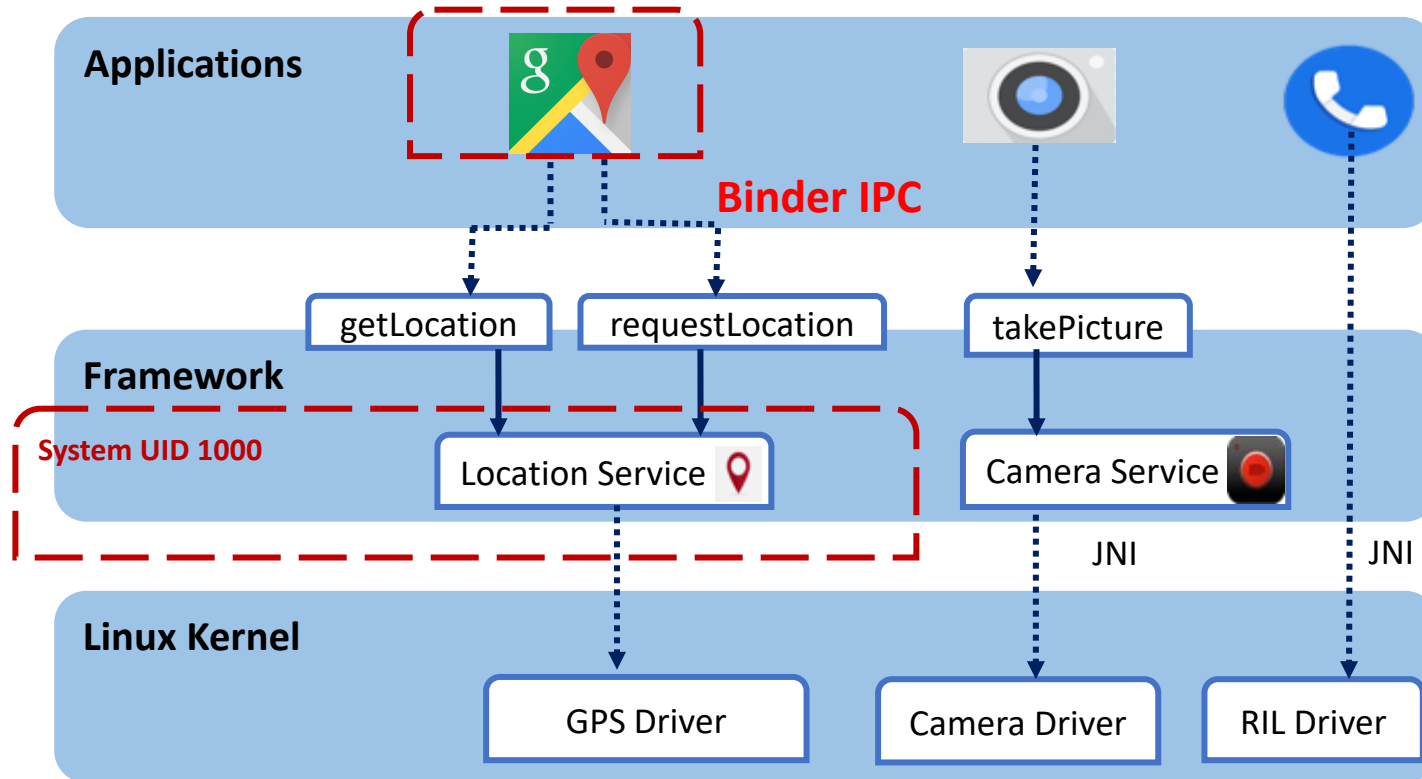 Applications
g
Binder IPC
getLocation
requestLocation
takePicture
Framework
System UID 1000
Location Service
Camera Service
JNI
JNI
Linux Kernel
GPS Driver
Camera Driver
RIL Driver